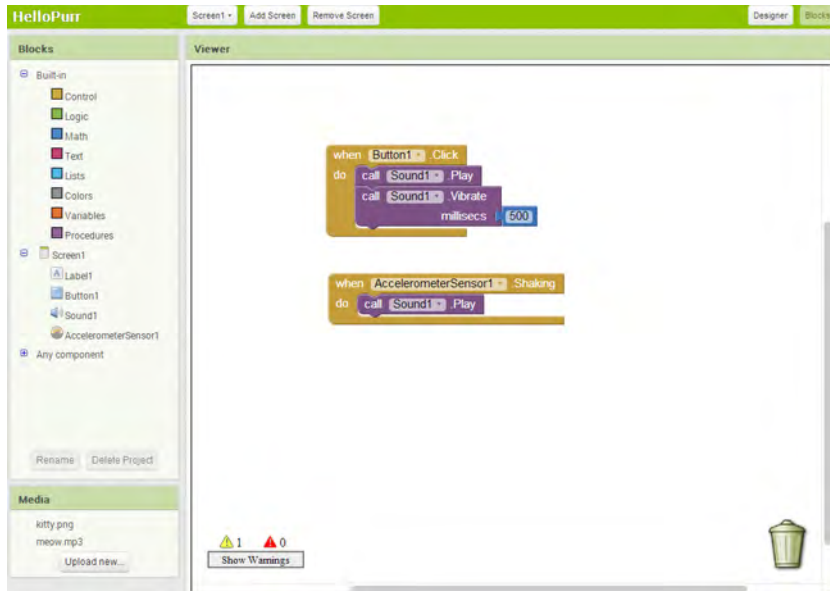 HelloPurr Screen1 Add Screen Remove Screen Designer Blocks
Blocks
Built-in
Control
Logic
Math
Text
Lists
Colors
Variables
Procedures
Screen1
Label1
Button1
Sound1
AccelerometerSensor1
Any component
Rename Delete Project
Media
kitty.png
meow.mp3
Upload new...
Viewer
when Button1 .Click
do call Sound1 .Play
call Sound1 .Vibrate
millisecs 500
when AccelerometerSensor1 .Shaking
do call Sound1 .Play
1 0
Show Warnings